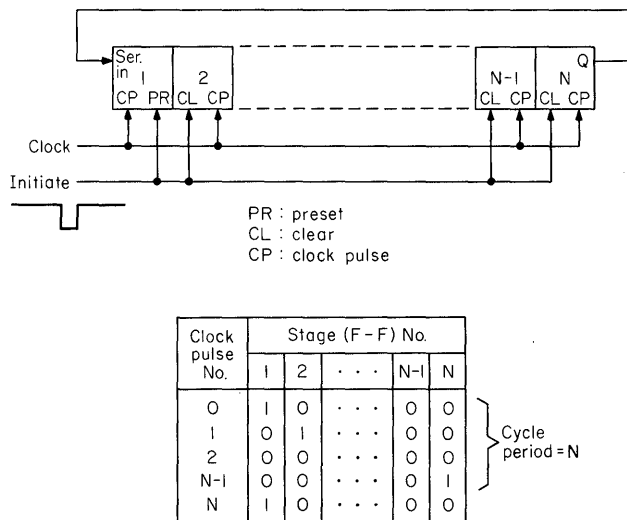 Ser. Q
in 1 2 N-1 N
CP PR CL CP CL CP CL CP
Clock
Initiate
PR : preset
CL : clear
CP : clock pulse
Clock pulse No. Stage (F-F) No.
1 2 · · · N-1 N
0 1 0 · · · 0 0
1 0 1 · · · 0 0
2 0 0 · · · 0 0
N-1 0 0 · · · 0 1
N 1 0 · · · 0 0
Cycle
period = N